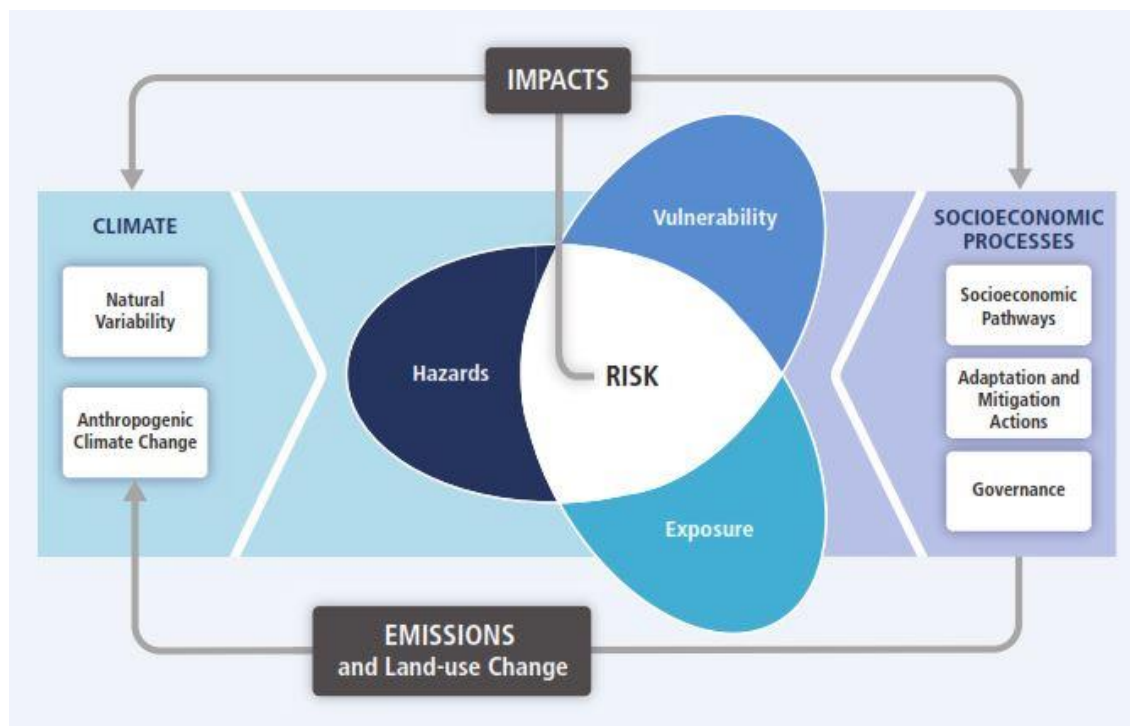 IMPACTS
CLIMATE
Natural
Variability
Anthropogenic
Climate Change
Vulnerability
Hazards
RISK
Exposure
SOCIOECONOMIC
PROCESSES
Socioeconomic
Pathways
Adaptation and
Mitigation
Actions
Governance
EMISSIONS
and Land-use Change